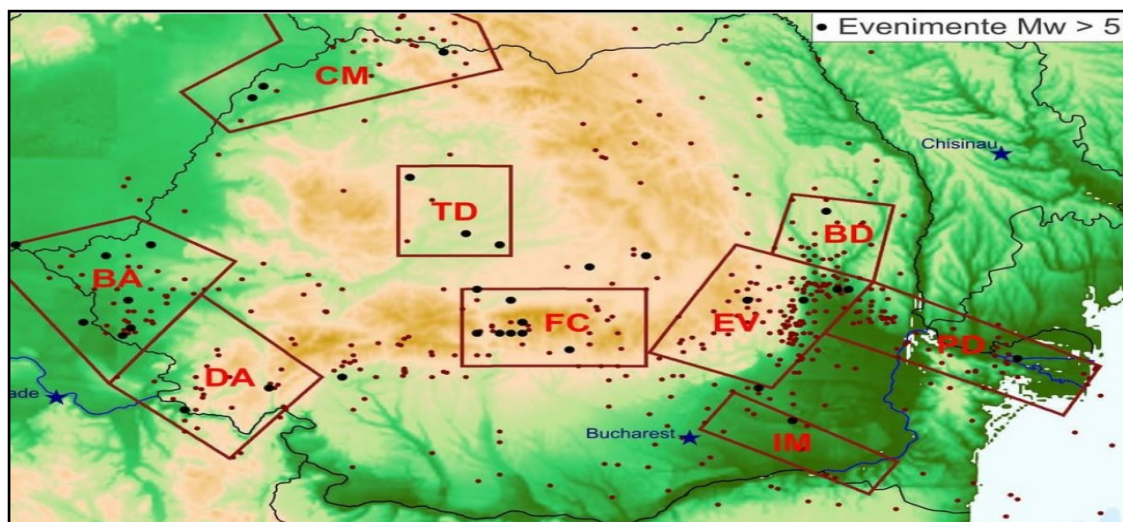 Evenimente Mw > 5
CM
Chisinau
TD
BD
BA
EV
FC
PD
DA
ade
Bucharest
IM